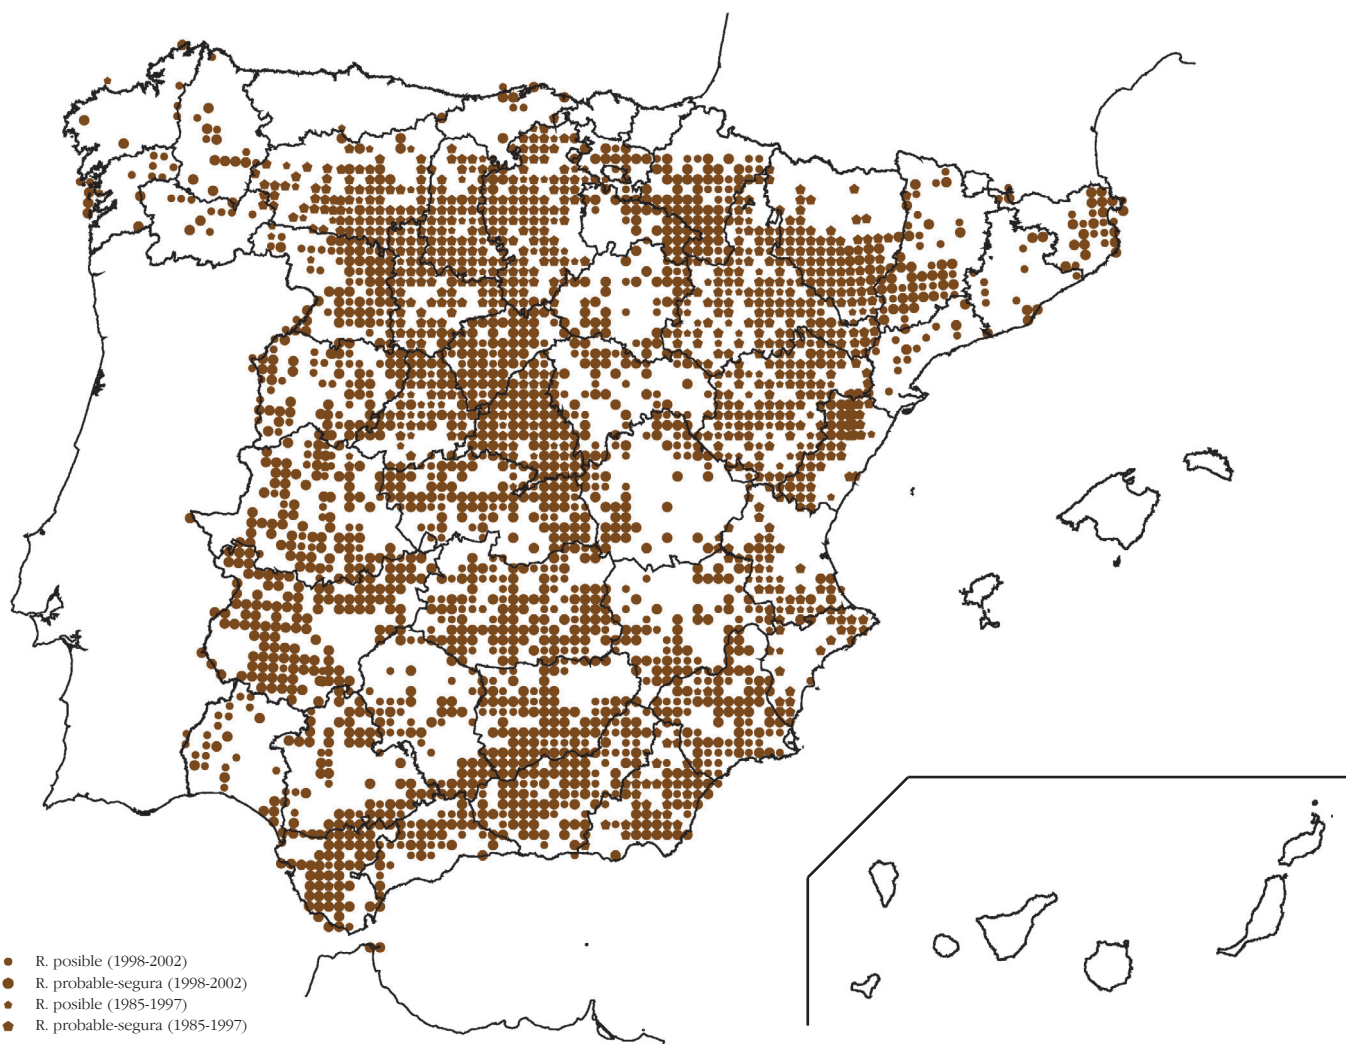 R. posible (1998-2002)
R. probable-segura (1998-2002)
R. posible (1985-1997)
R. probable-segura (1985-1997)